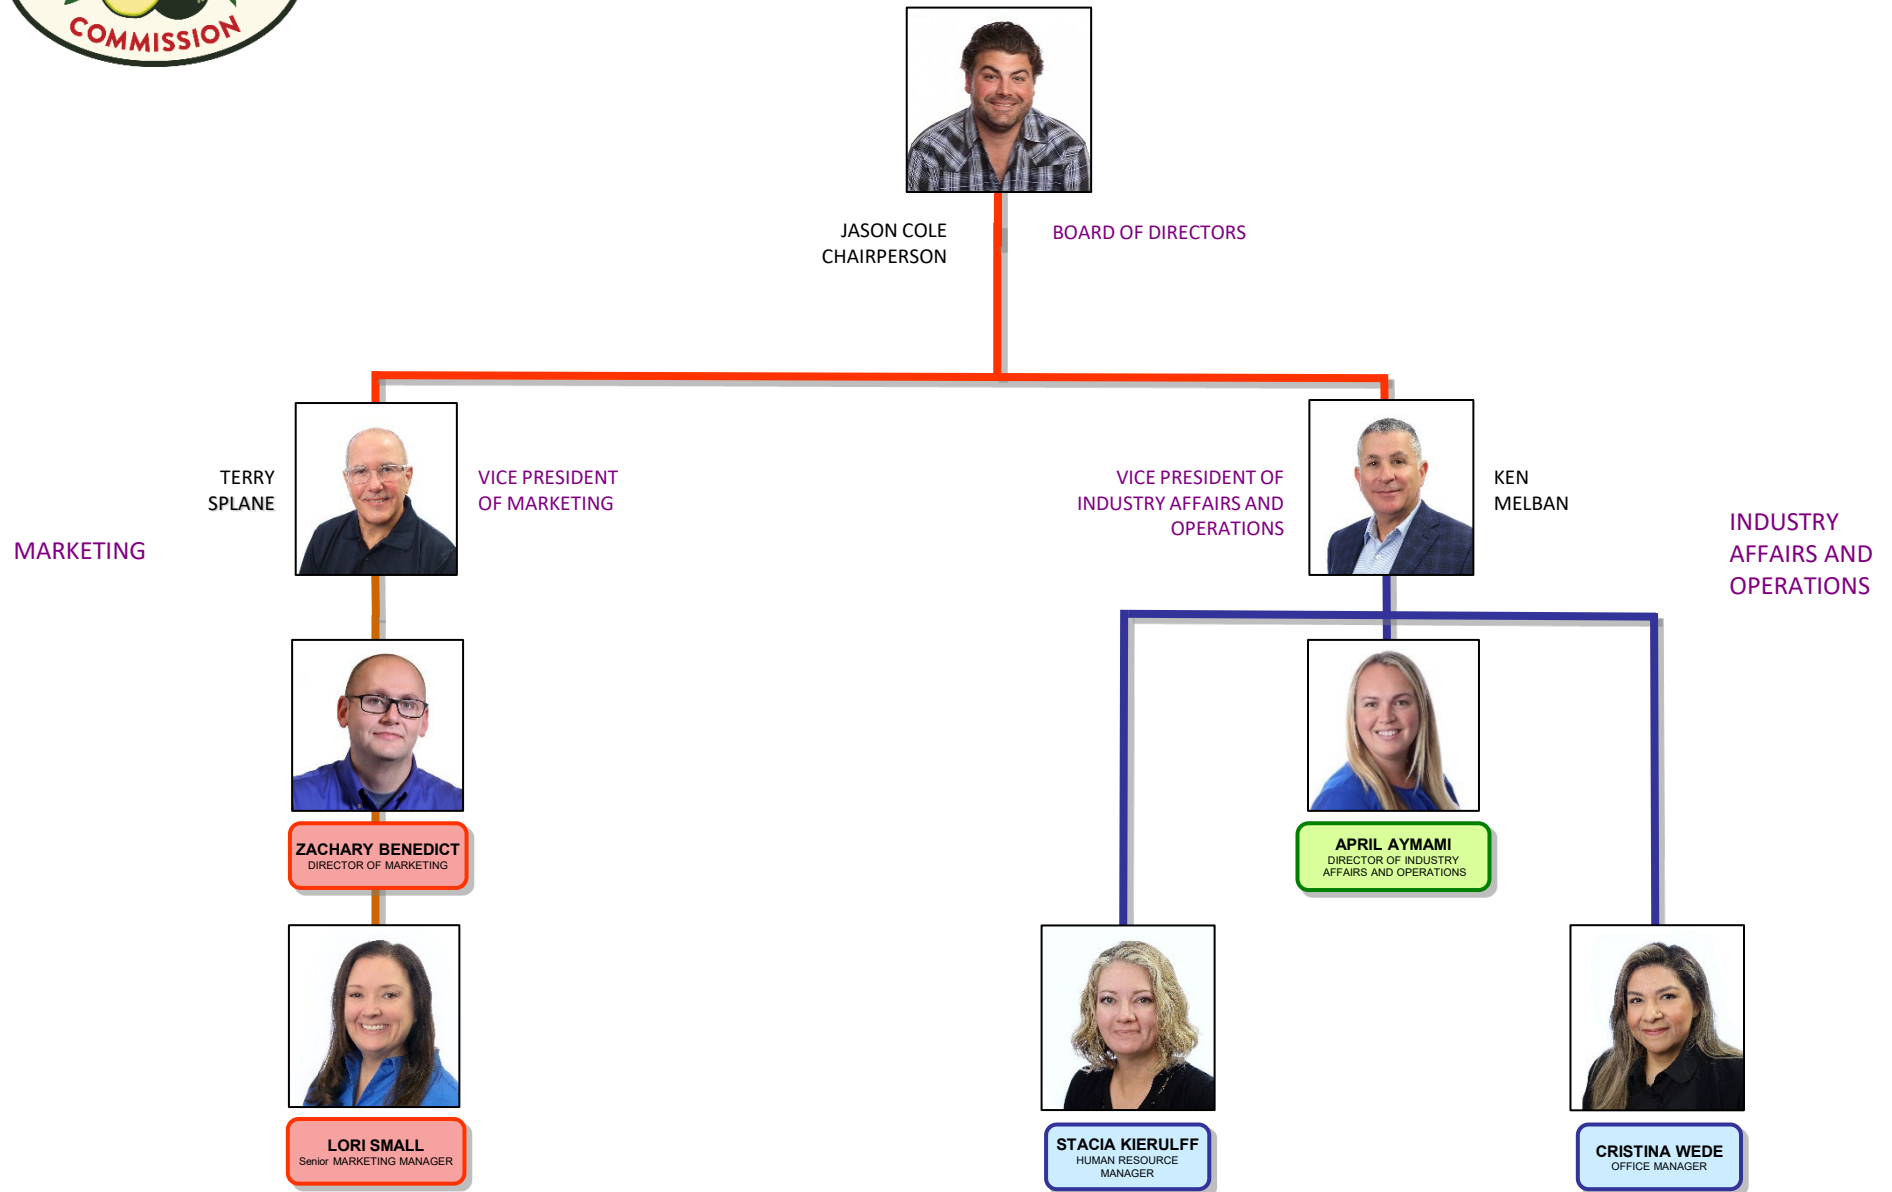 COMMISSION
JASON COLE
CHAIRPERSON
BOARD OF DIRECTORS
TERRY
SPLANE
VICE PRESIDENT
OF MARKETING
VICE PRESIDENT OF
INDUSTRY AFFAIRS AND
OPERATIONS
KEN
MELBAN
MARKETING
INDUSTRY
AFFAIRS AND
OPERATIONS
ZACHARY BENEDICT
DIRECTOR OF MARKETING
APRIL AYMAMI
DIRECTOR OF INDUSTRY
AFFAIRS AND OPERATIONS
LORI SMALL
Senior MARKETING MANAGER
STACIA KIERULFF
HUMAN RESOURCE
MANAGER
CRISTINA WEDE
OFFICE MANAGER